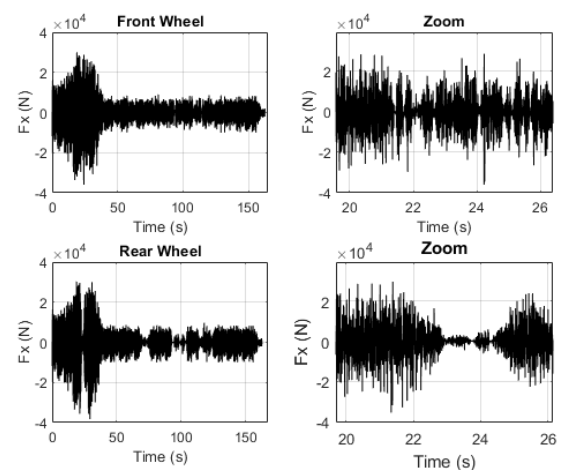 Front Wheel
×10⁴
Fx (N)
4
2
0
-2
-4
0 50 100 150
Time (s)
Zoom
×10⁴
Fx (N)
4
2
0
-2
-4
20 22 24 26
Time (s)
Rear Wheel
×10⁴
Fx (N)
4
2
0
-2
-4
0 50 100 150
Time (s)
Zoom
×10⁴
Fx (N)
4
2
0
-2
-4
20 22 24 26
Time (s)